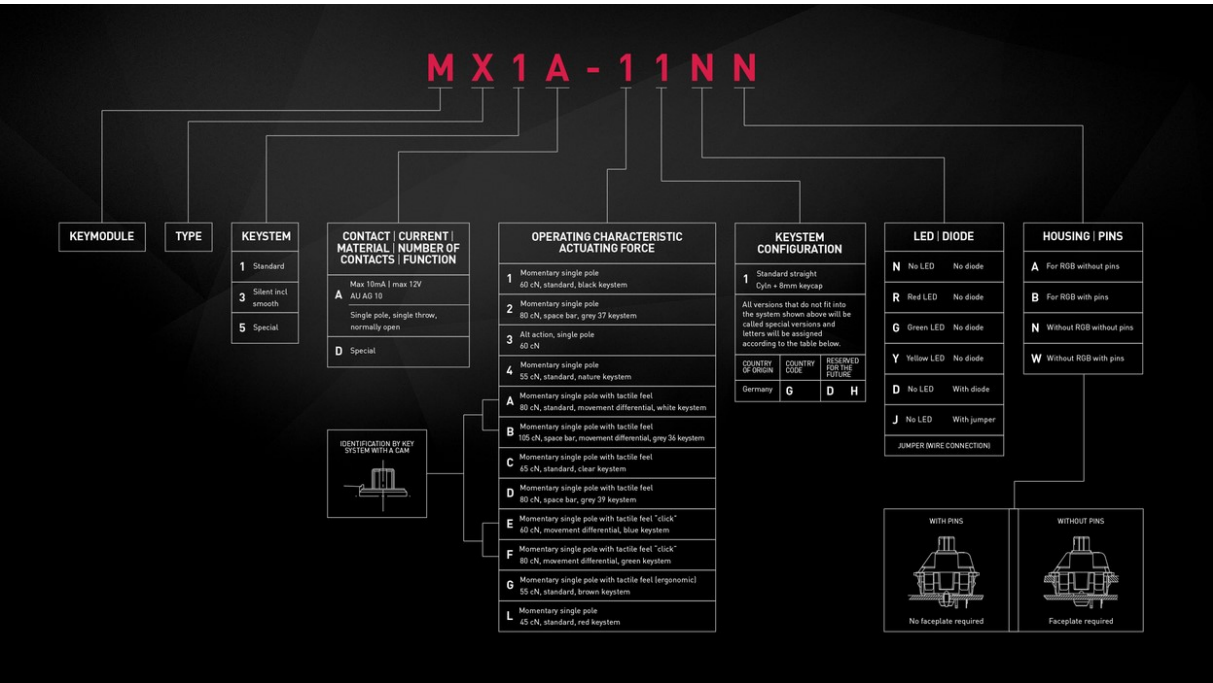 MX1A-11NN
KEYMODULE
TYPE
KEYSTEM
1 Standard
3 Silent incl
smooth
5 Special
CONTACT | CURRENT |
MATERIAL | NUMBER OF
CONTACTS | FUNCTION
A Max 10mA | max 12V
AU AG 10
Single pole, single throw,
normally open
D Special
IDENTIFICATION BY KEY
SYSTEM WITH A CAM
OPERATING CHARACTERISTIC
ACTUATING FORCE
1 Momentary single pole
60 cN, standard, black keystem
2 Momentary single pole
80 cN, space bar, grey 37 keystem
3 Alt action, single pole
60 cN
4 Momentary single pole
55 cN, standard, nature keystem
A Momentary single pole with tactile feel
80 cN, standard, movement differential, white keystem
B Momentary single pole with tactile feel
105 cN, space bar, movement differential, grey 36 keystem
C Momentary single pole with tactile feel
65 cN, standard, clear keystem
D Momentary single pole with tactile feel
80 cN, space bar, grey 39 keystem
E Momentary single pole with tactile feel "click"
60 cN, movement differential, blue keystem
F Momentary single pole with tactile feel "click"
80 cN, movement differential, green keystem
G Momentary single pole with tactile feel (ergonomic)
55 cN, standard, brown keystem
L Momentary single pole
45 cN, standard, red keystem
KEYSTEM
CONFIGURATION
1 Standard straight
Cyln + 8mm keycap
All versions that do not fit into
the system shown above will be
called special versions and
letters will be assigned
according to the table below.
COUNTRY
OF ORIGIN
COUNTRY
CODE
RESERVED
FOR THE
FUTURE
Germany G D H
LED | DIODE
N No LED No diode
R Red LED No diode
G Green LED No diode
Y Yellow LED No diode
D No LED With diode
J No LED With jumper
JUMPER (WIRE CONNECTION)
HOUSING | PINS
A For RGB without pins
B For RGB with pins
N Without RGB without pins
W Without RGB with pins
WITH PINS
No faceplate required
WITHOUT PINS
Faceplate required